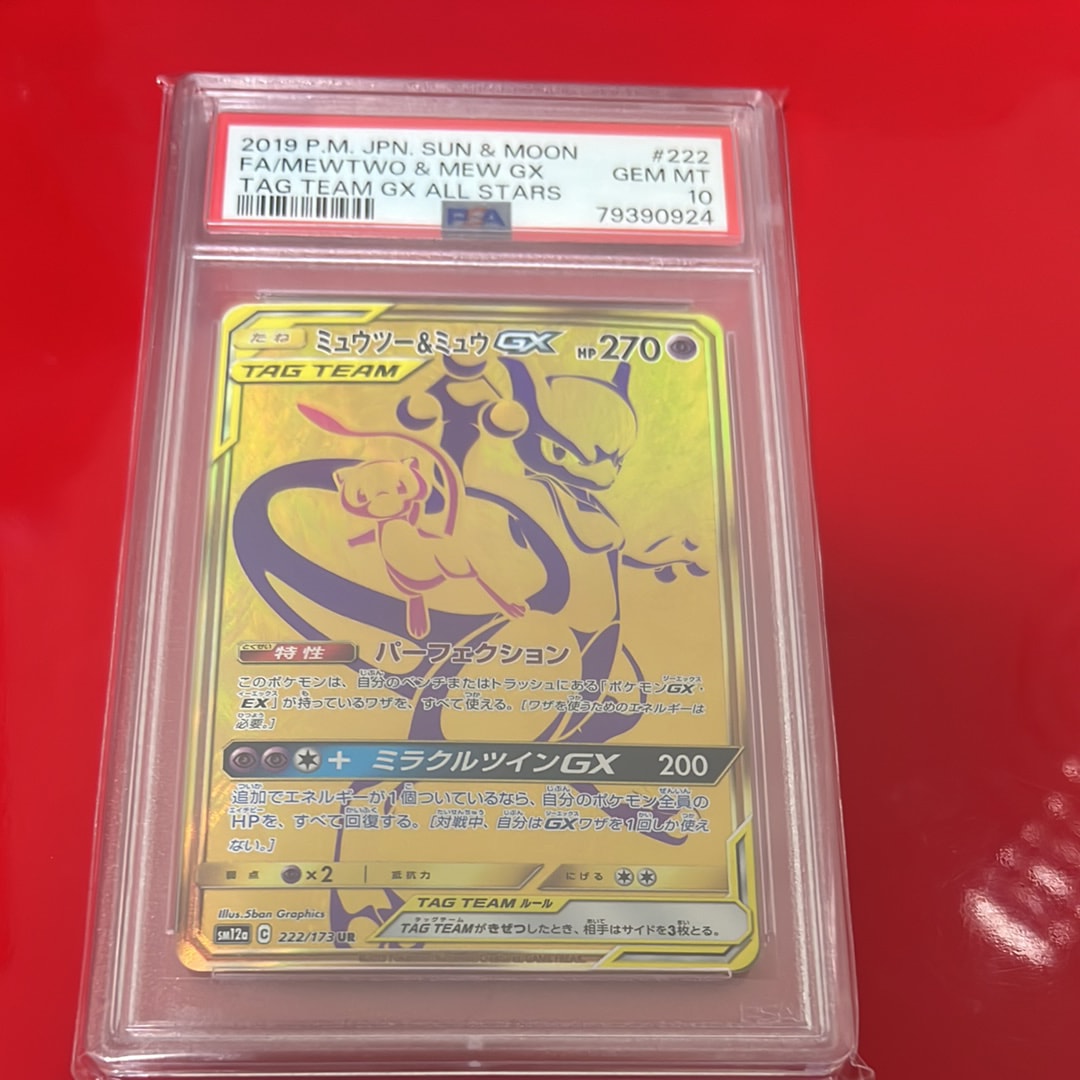 2019 P.M. JPN. SUN & MOON #222
FA/MEWTWO & MEW GX GEM MT
TAG TEAM GX ALL STARS 10
79390924
PSA
たね ミュウツー&ミュウGX HP270
TAG TEAM
特性 パーフェクション
このポケモンは、自分のベンチまたはトラッシュにある「ポケモンGX・
EX」が持っているワザを、すべて使える。[ワザを使うためのエネルギーは
必要。]
+ ミラクルツインGX 200
追加でエネルギーが1個ついているなら、自分のポケモン全員の
HPを、すべて回復する。[対戦中、自分はGXワザを1回しか使え
ない。]
弱点 ×2 抵抗力 にげる
TAG TEAM ルール
TAG TEAMがきぜつしたとき、相手はサイドを3枚とる。
Illus.5ban Graphics
SM12a C 222/173 UR